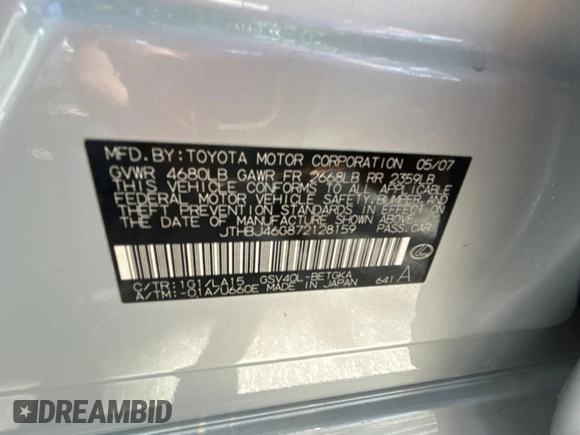 MFD. BY: TOYOTA MOTOR CORPORATION 05/07
GVWR 4680LB GAWR FR 2668LB RR 2359LB
THIS VEHICLE CONFORMS TO ALL APPLICABLE
FEDERAL MOTOR VEHICLE SAFETY, BUMPER, AND
THEFT PREVENTION STANDARDS IN EFFECT ON
THE DATE OF MANUFACTURE SHOWN ABOVE.
JTHBJ46G872128159 PASS. CAR
C/TR: 1G1/LA15 GSV40L-BETGKA A
A/TM: -01A/U660E MADE IN JAPAN 641
DREAMBID